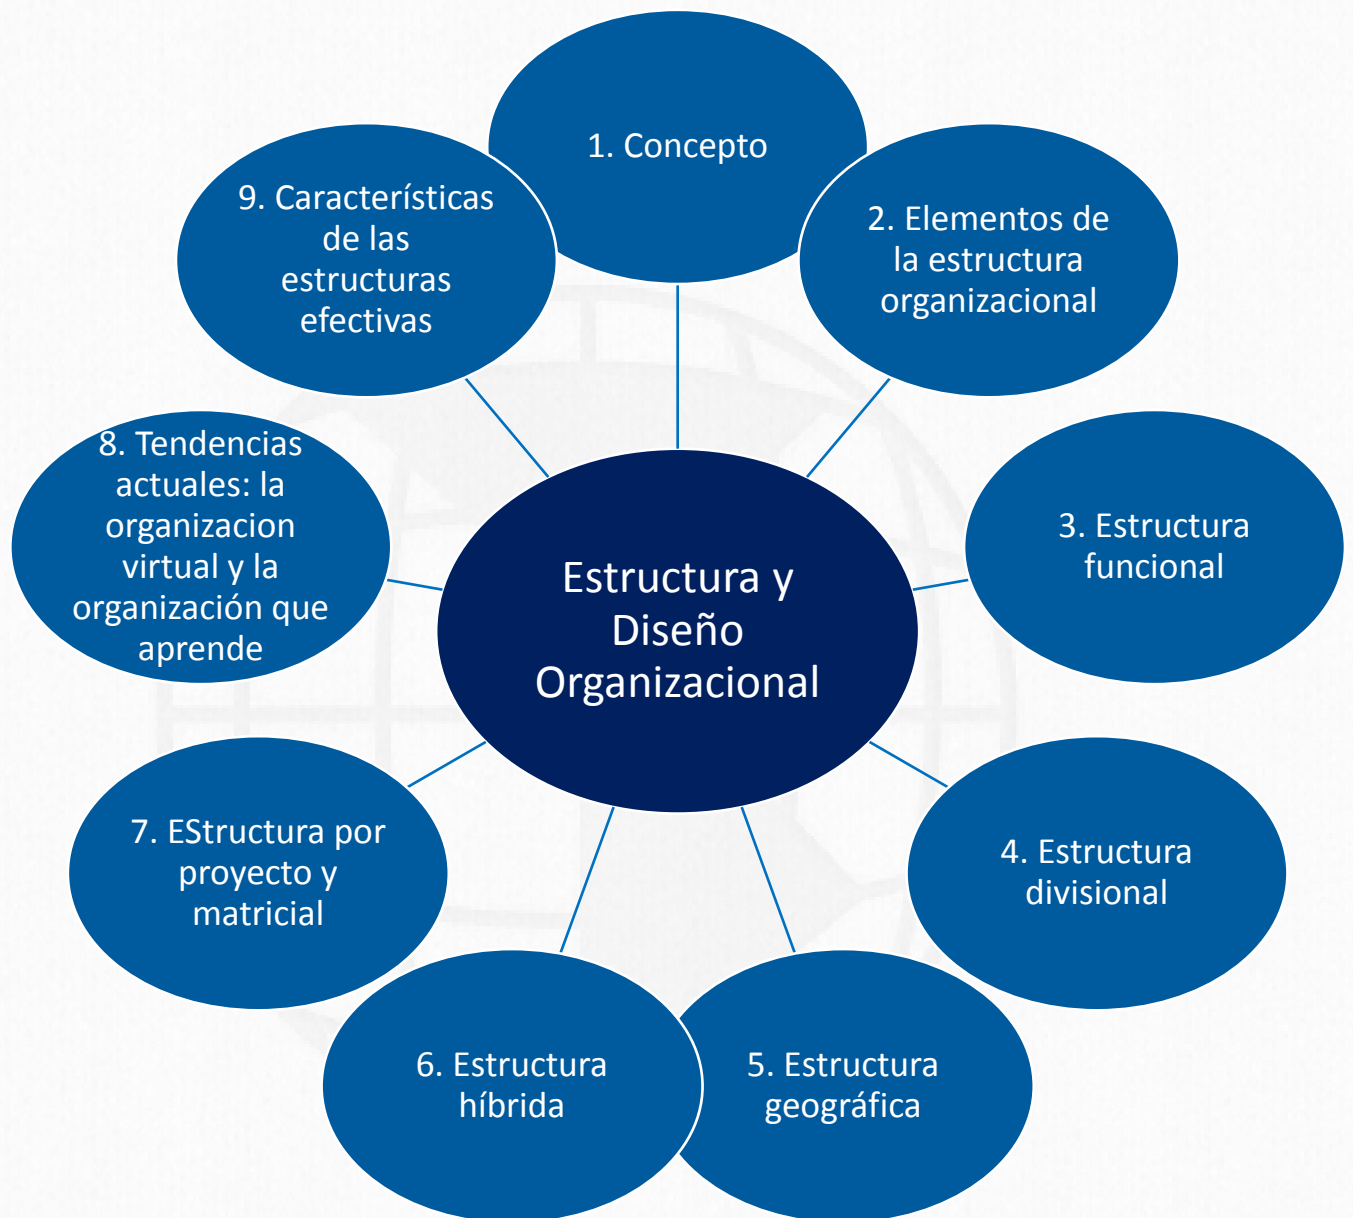 1. Concepto
2. Elementos de
la estructura
organizacional
3. Estructura
funcional
4. Estructura
divisional
5. Estructura
geográfica
6. Estructura
híbrida
7. EStructura por
proyecto y
matricial
8. Tendencias
actuales: la
organizacion
virtual y la
organización que
aprende
9. Característícas
de las
estructuras
efectivas
Estructura y
Diseño
Organizacional